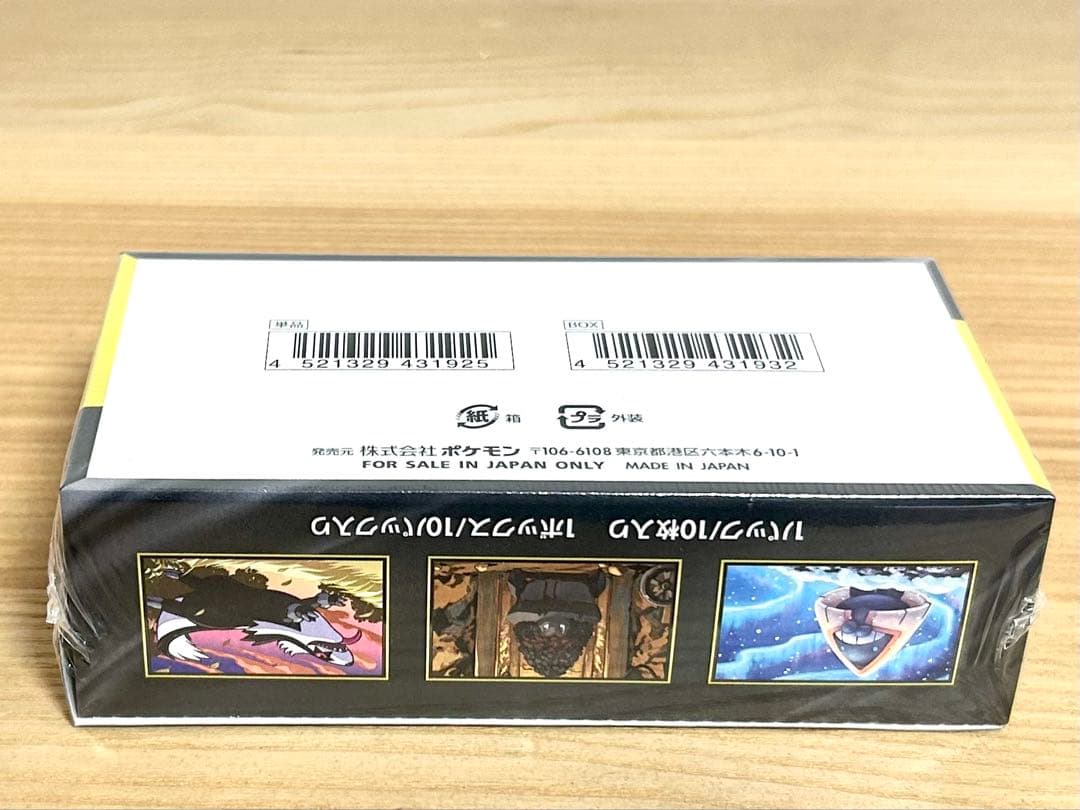 単品
BOX
4 521329 431925
4 521329 431932
紙 箱
プラ 外装
発売元 株式会社 ポケモン 〒106-6108 東京都港区六本木6-10-1
FOR SALE IN JAPAN ONLY MADE IN JAPAN
1パック/10枚入り 1ボックス/10パック入り